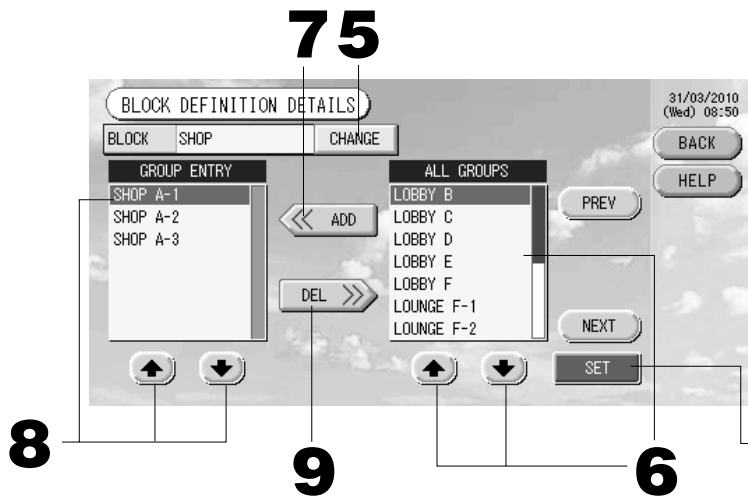 7 5
BLOCK DEFINITION DETAILS
31/03/2010
(Wed) 08:50
BLOCK SHOP CHANGE
BACK
HELP
GROUP ENTRY
SHOP A-1
SHOP A-2
SHOP A-3
ADD
DEL
ALL GROUPS
LOBBY B
LOBBY C
LOBBY D
LOBBY E
LOBBY F
LOUNGE F-1
LOUNGE F-2
PREV
NEXT
SET
8
9
6